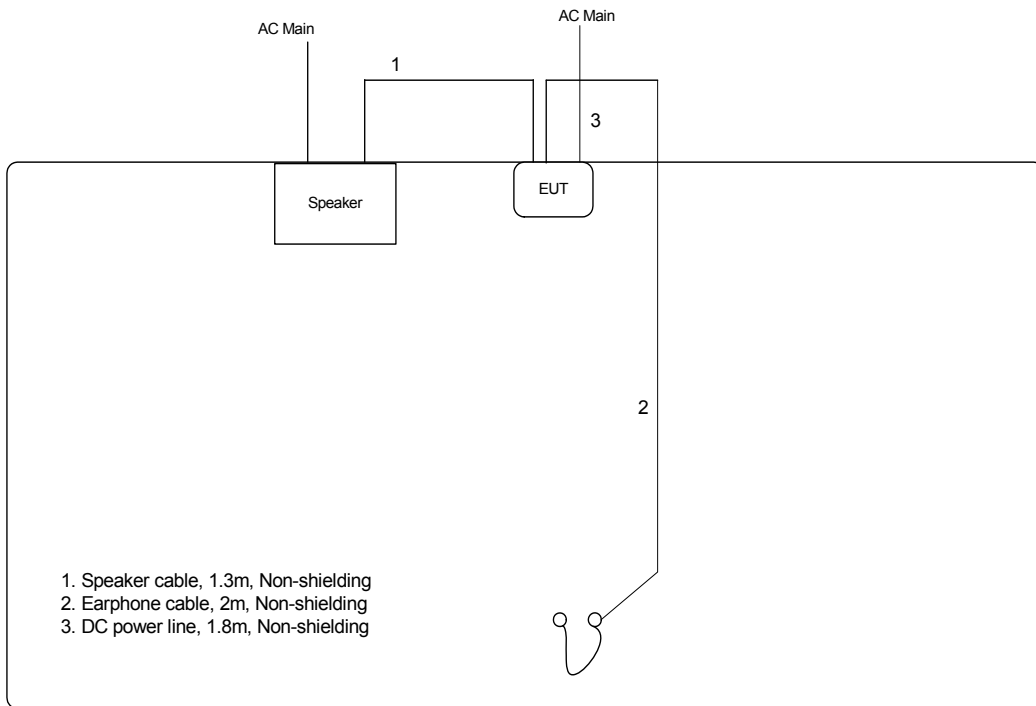 AC Main
AC Main
1
3
Speaker
EUT
2
1. Speaker cable, 1.3m, Non-shielding
2. Earphone cable, 2m, Non-shielding
3. DC power line, 1.8m, Non-shielding